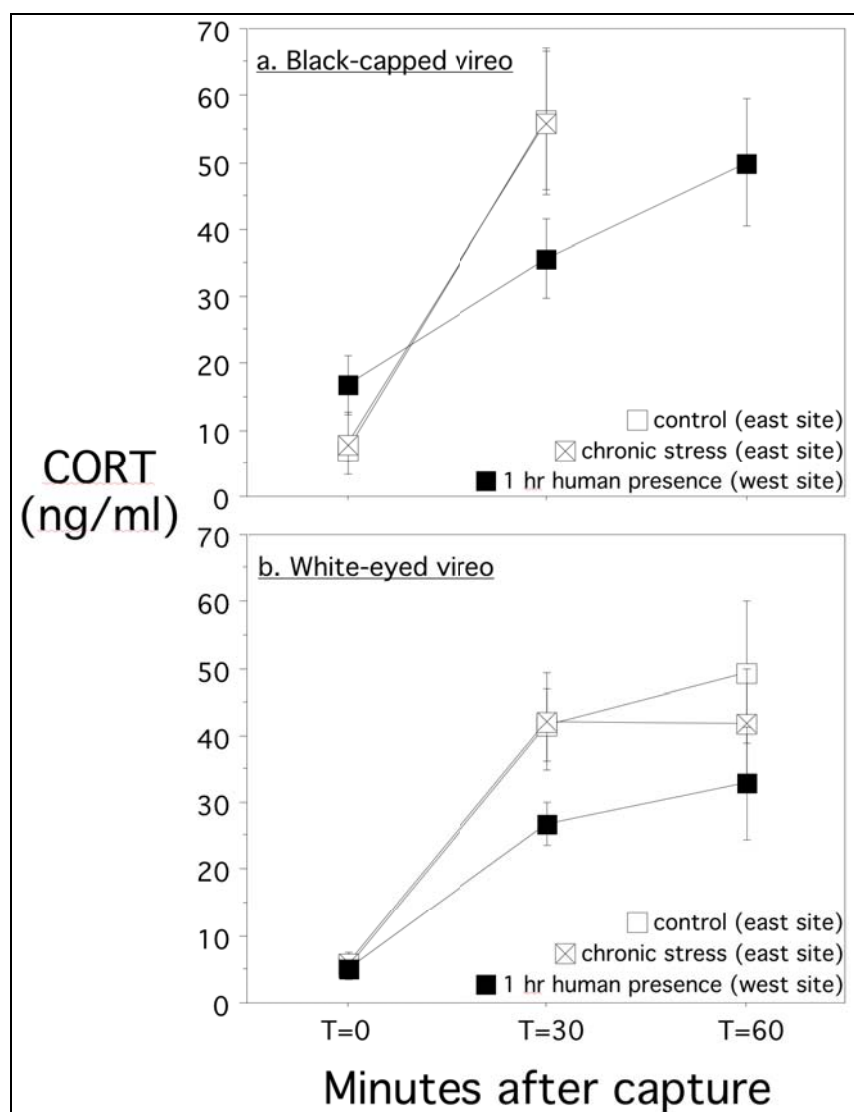 70
a. Black-capped vireo
60
50
40
30
20
10
0
control (east site)
chronic stress (east site)
1 hr human presence (west site)
CORT
(ng/ml)
70
b. White-eyed vireo
60
50
40
30
20
10
0
control (east site)
chronic stress (east site)
1 hr human presence (west site)
T=0 T=30 T=60
Minutes after capture